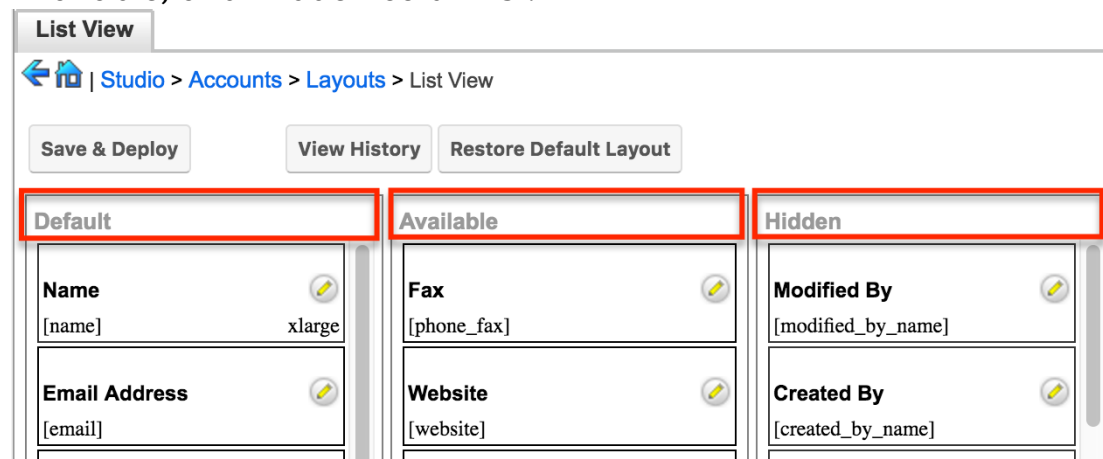 List View
| Studio > Accounts > Layouts > List View
Save & Deploy View History Restore Default Layout
Default Available Hidden
Name Fax Modified By
[name] xlarge [phone_fax] [modified_by_name]
Email Address Website Created By
[email] [website] [created_by_name]